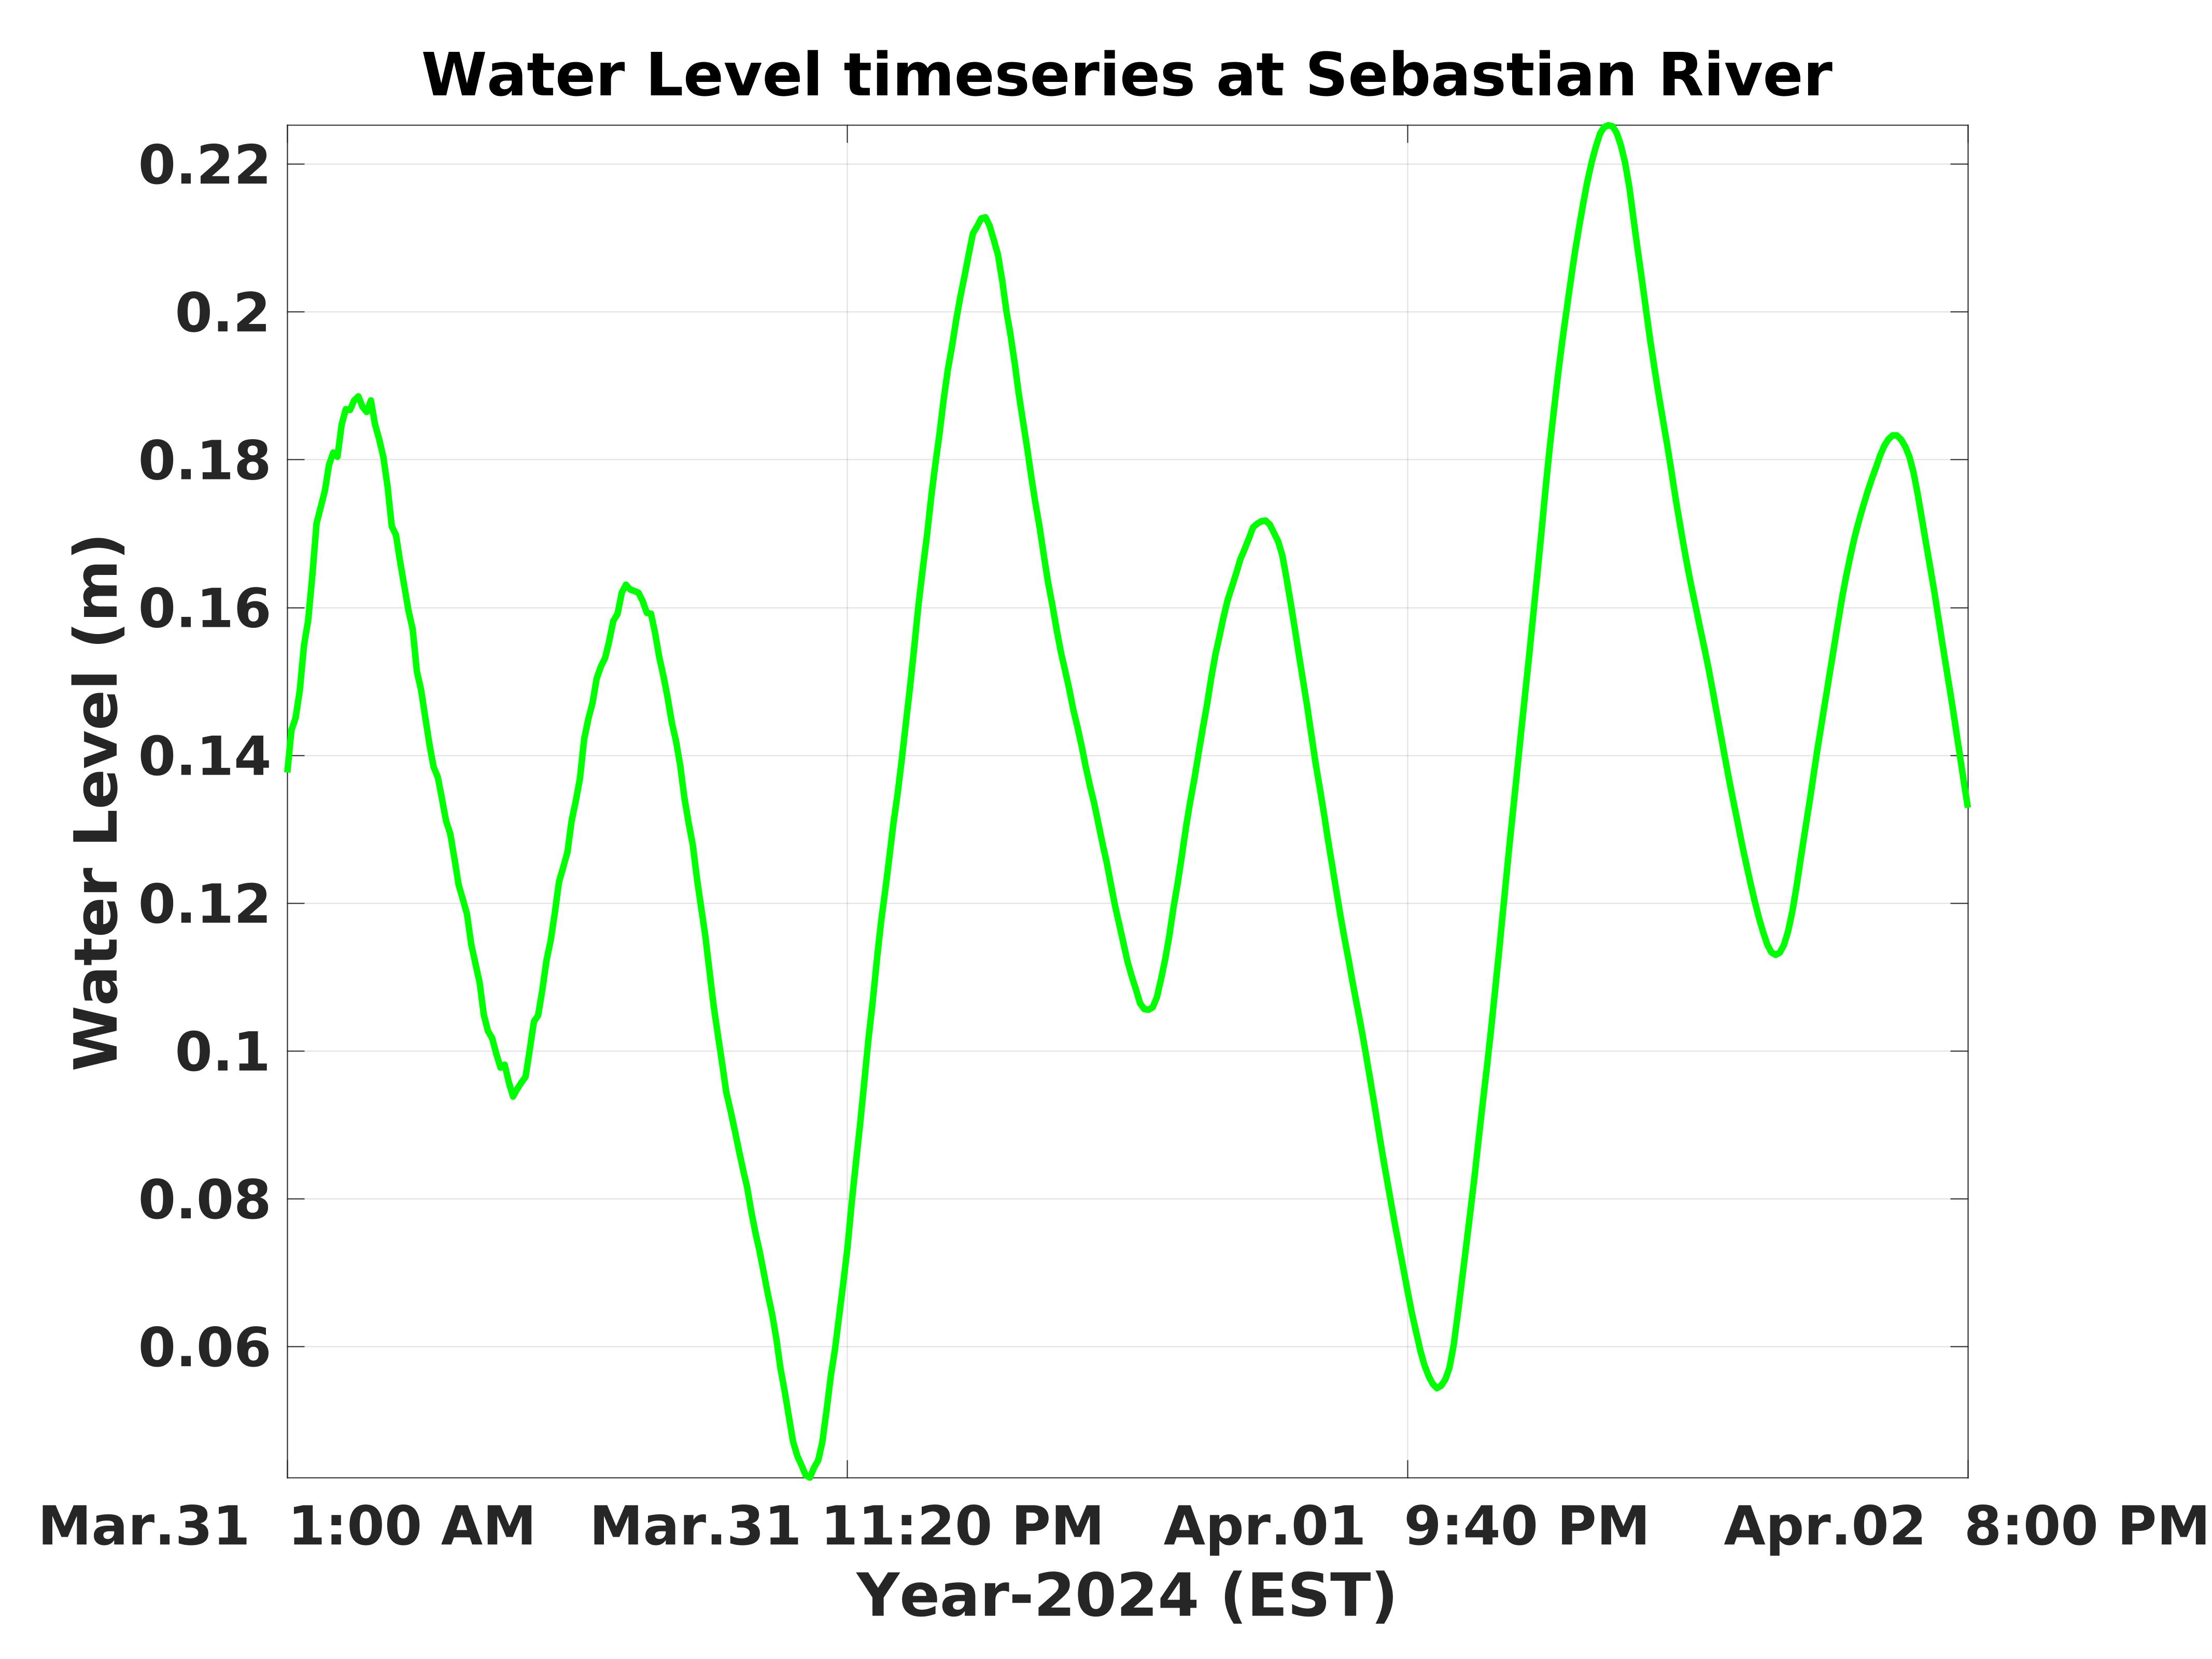 Water Level timeseries at Sebastian River
Water Level (m)
0.22
0.2
0.18
0.16
0.14
0.12
0.1
0.08
0.06
Mar.31  1:00 AM
Mar.31 11:20 PM
Apr.01  9:40 PM
Apr.02  8:00 PM
Year-2024 (EST)